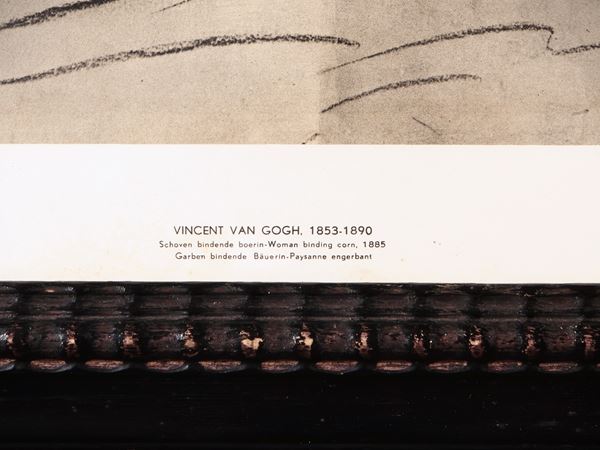 VINCENT VAN GOGH, 1853-1890
Schoven bindende boerin-Woman binding corn, 1885
Garben bindende Bäuerin-Paysanne engerbant